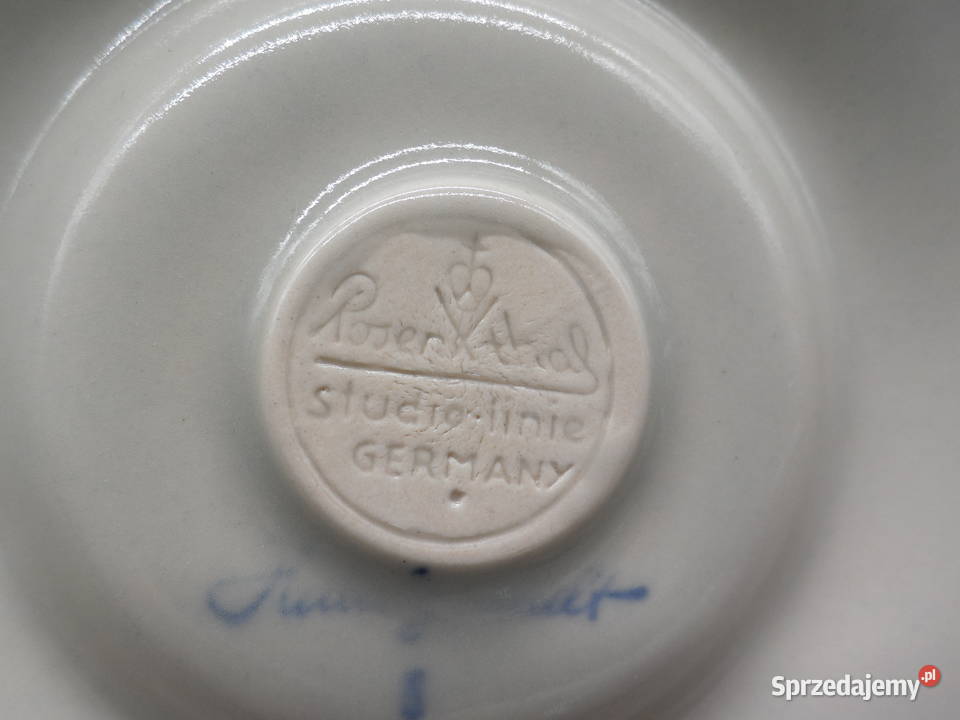 Rosenthal
studio-linie
GERMANY
Sprzedajemy.pl